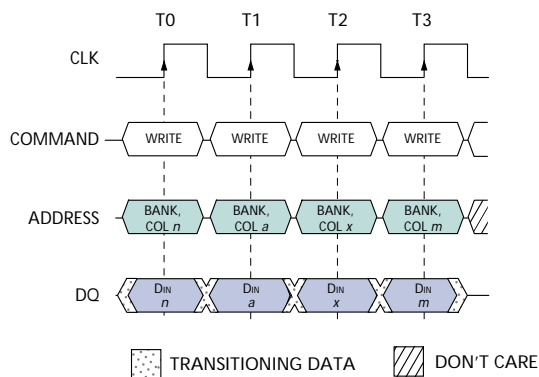 T0 T1 T2 T3
CLK
COMMAND WRITE WRITE WRITE WRITE
BANK, BANK, BANK, BANK,
ADDRESS
COL n COL a COL x COL m
DIN DIN DIN DIN
DQ
n a x m
TRANSITIONING DATA DON'T CARE